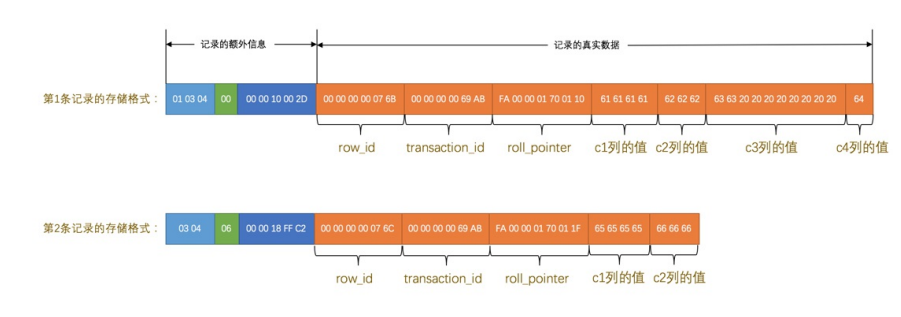 记录的额外信息 记录的真实数据
第1条记录的存储格式： 01 03 04 00 00 00 10 00 2D 00 00 00 00 07 6B 00 00 00 00 69 AB FA 00 00 01 70 01 10 61 61 61 61 62 62 62 63 63 20 20 20 20 20 20 20 20 64
row_id transaction_id roll_pointer c1列的值 c2列的值 c3列的值 c4列的值
第2条记录的存储格式： 03 04 06 00 00 18 FF C2 00 00 00 00 07 6C 00 00 00 00 69 AB FA 00 00 01 70 01 1F 65 65 65 65 66 66 66
row_id transaction_id roll_pointer c1列的值 c2列的值